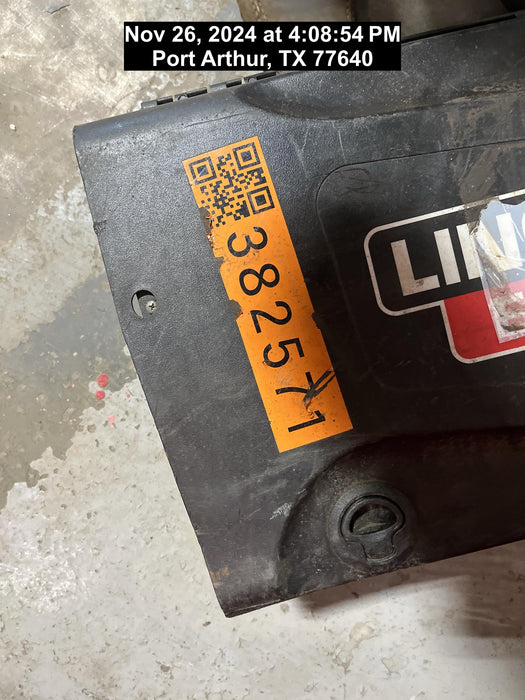 Nov 26, 2024 at 4:08:54 PM
Port Arthur, TX 77640
382571